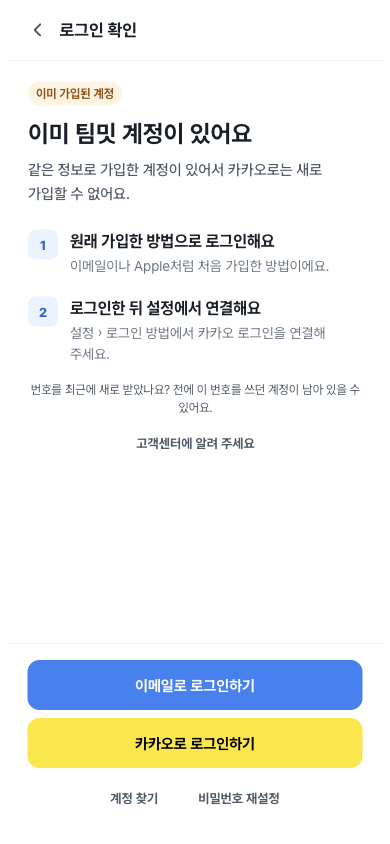 로그인 확인
이미 가입된 계정
이미 팀밋 계정이 있어요
같은 정보로 가입한 계정이 있어서 카카오로는 새로
가입할 수 없어요.
1
원래 가입한 방법으로 로그인해요
이메일이나 Apple처럼 처음 가입한 방법이에요.
2
로그인한 뒤 설정에서 연결해요
설정 › 로그인 방법에서 카카오 로그인을 연결해
주세요.
번호를 최근에 새로 받았나요? 전에 이 번호를 쓰던 계정이 남아 있을 수
있어요.
고객센터에 알려 주세요
이메일로 로그인하기
카카오로 로그인하기
계정 찾기
비밀번호 재설정